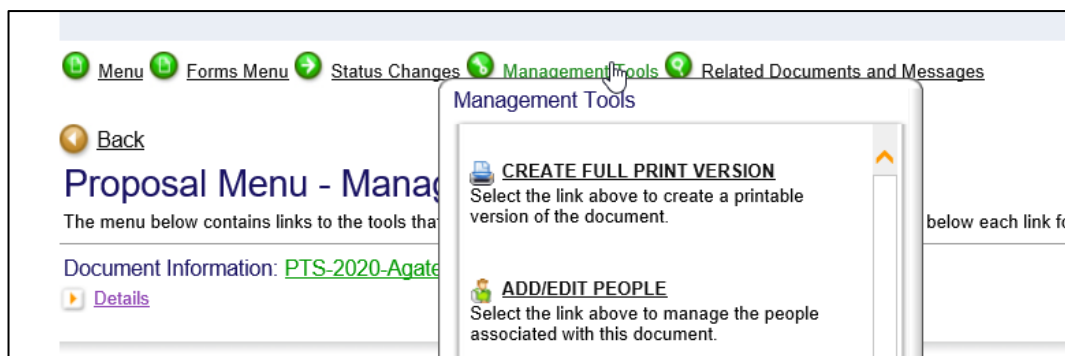 Menu Forms Menu Status Changes Management Tools Related Documents and Messages
Management Tools
Back
Proposal Menu - Manag
The menu below contains links to the tools tha
below each link fo
Document Information: PTS-2020-Agate
Details
CREATE FULL PRINT VERSION
Select the link above to create a printable
version of the document.
ADD/EDIT PEOPLE
Select the link above to manage the people
associated with this document.